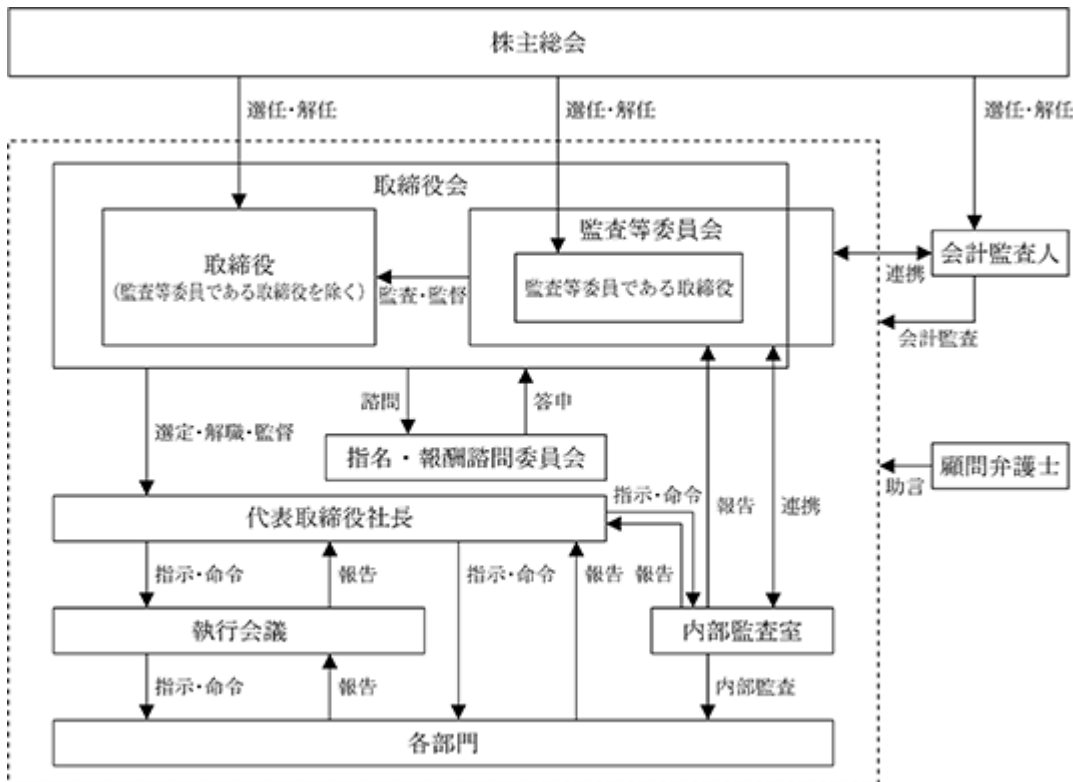 株主総会
選任・解任
選任・解任
選任・解任
取締役会
取締役
(監査等委員である取締役を除く)
監査・監督
監査等委員会
監査等委員である取締役
連携
会計監査人
会計監査
諮問
答申
選定・解職・監督
指名・報酬諮問委員会
顧問弁護士
助言
代表取締役社長
指示・命令
報告
連携
指示・命令
報告
指示・命令
報告
報告
執行会議
内部監査室
指示・命令
報告
内部監査
各部門